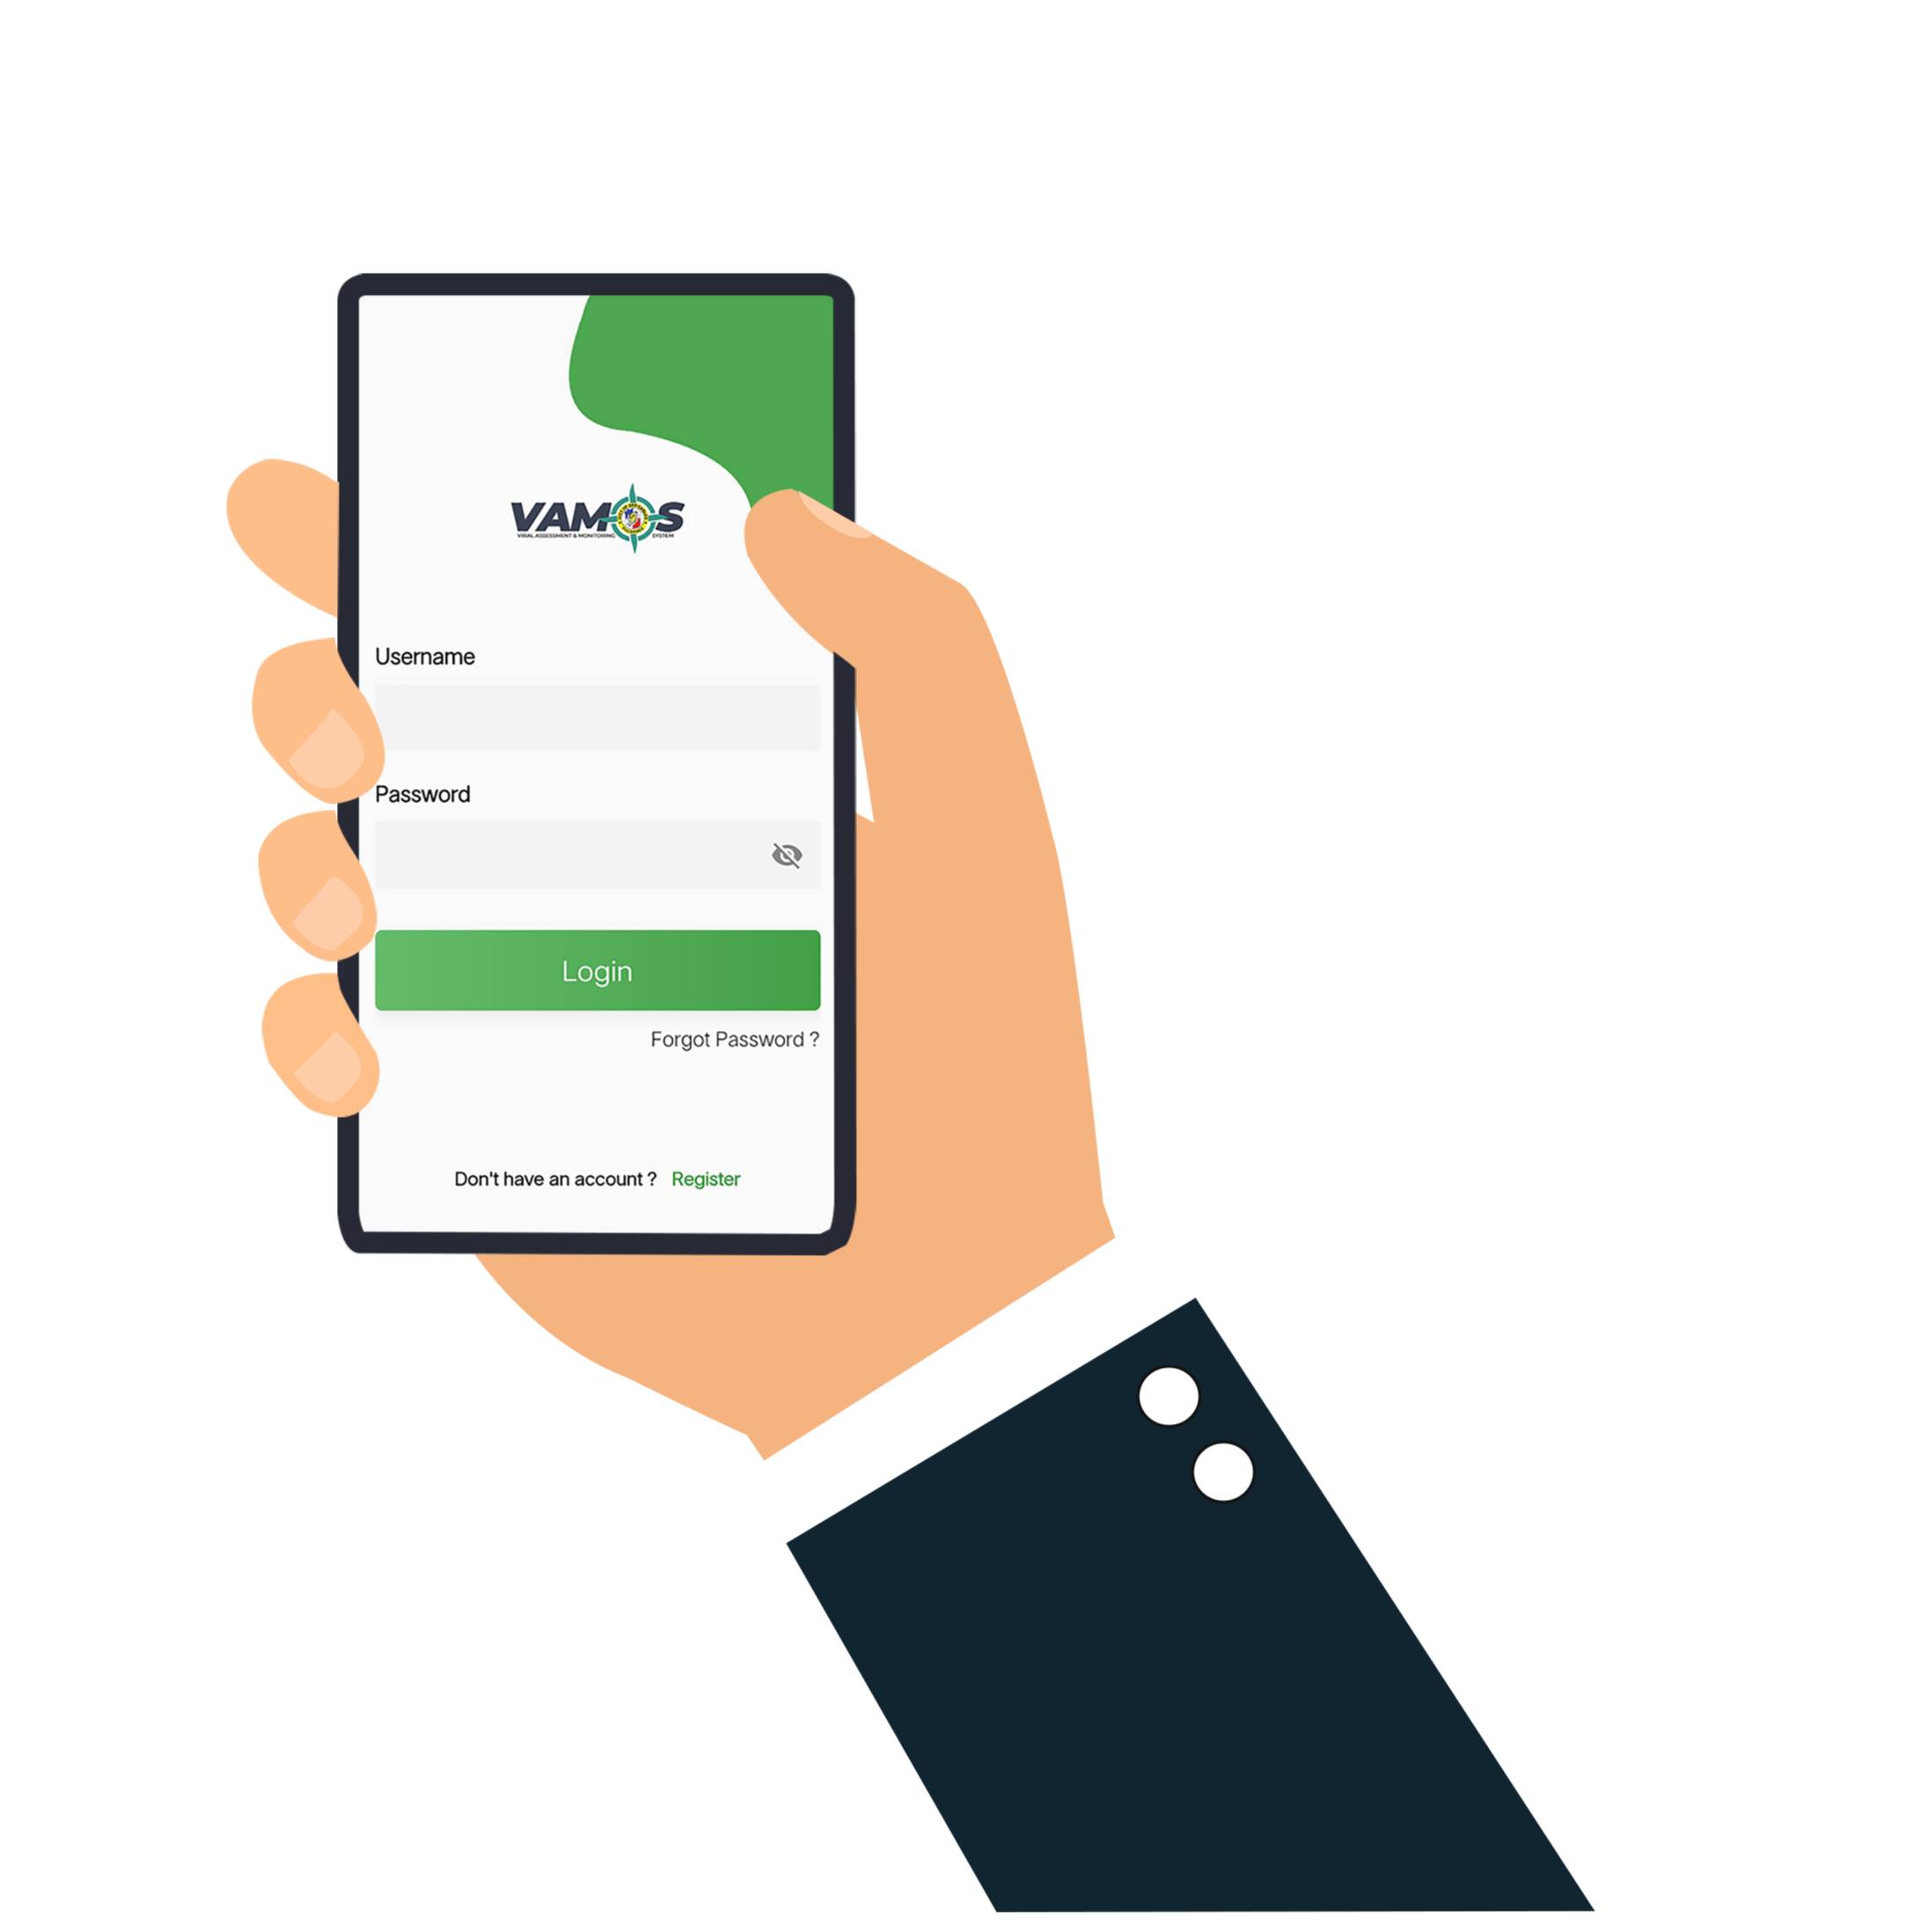 VAMOS
VIRAL ASSESSMENT & MONITORING SYSTEM
Username
Password
Login
Forgot Password ?
Don't have an account ? Register